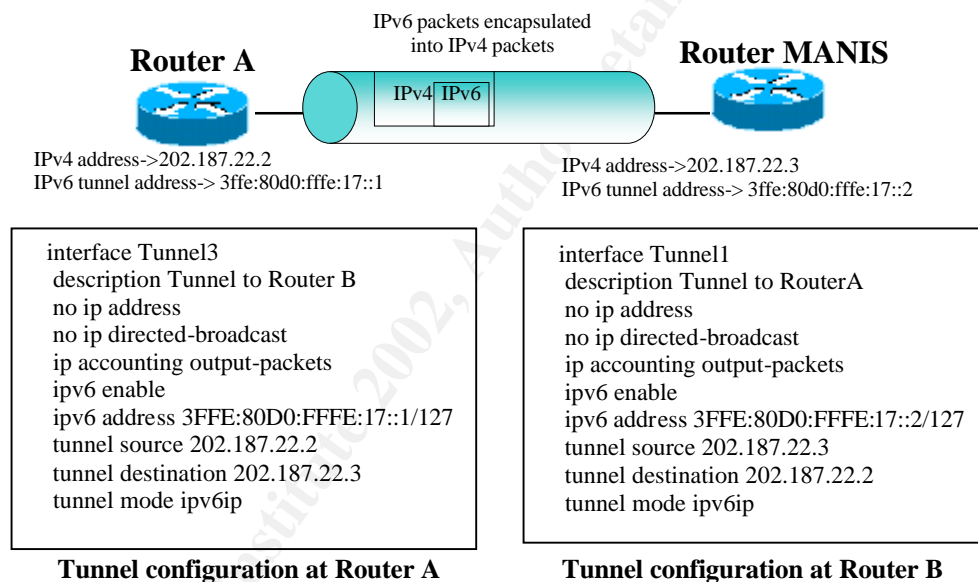 IPv6 packets encapsulated
into IPv4 packets
Router A
Router MANIS
IPv4 IPv6
IPv4 address->202.187.22.2
IPv6 tunnel address-> 3ffe:80d0:fffe:17::1
IPv4 address->202.187.22.3
IPv6 tunnel address-> 3ffe:80d0:fffe:17::2
interface Tunnel3
description Tunnel to Router B
no ip address
no ip directed-broadcast
ip accounting output-packets
ipv6 enable
ipv6 address 3FFE:80D0:FFFE:17::1/127
tunnel source 202.187.22.2
tunnel destination 202.187.22.3
tunnel mode ipv6ip
interface Tunnel1
description Tunnel to RouterA
no ip address
no ip directed-broadcast
ip accounting output-packets
ipv6 enable
ipv6 address 3FFE:80D0:FFFE:17::2/127
tunnel source 202.187.22.3
tunnel destination 202.187.22.2
tunnel mode ipv6ip
Tunnel configuration at Router A
Tunnel configuration at Router B
2002, Autho